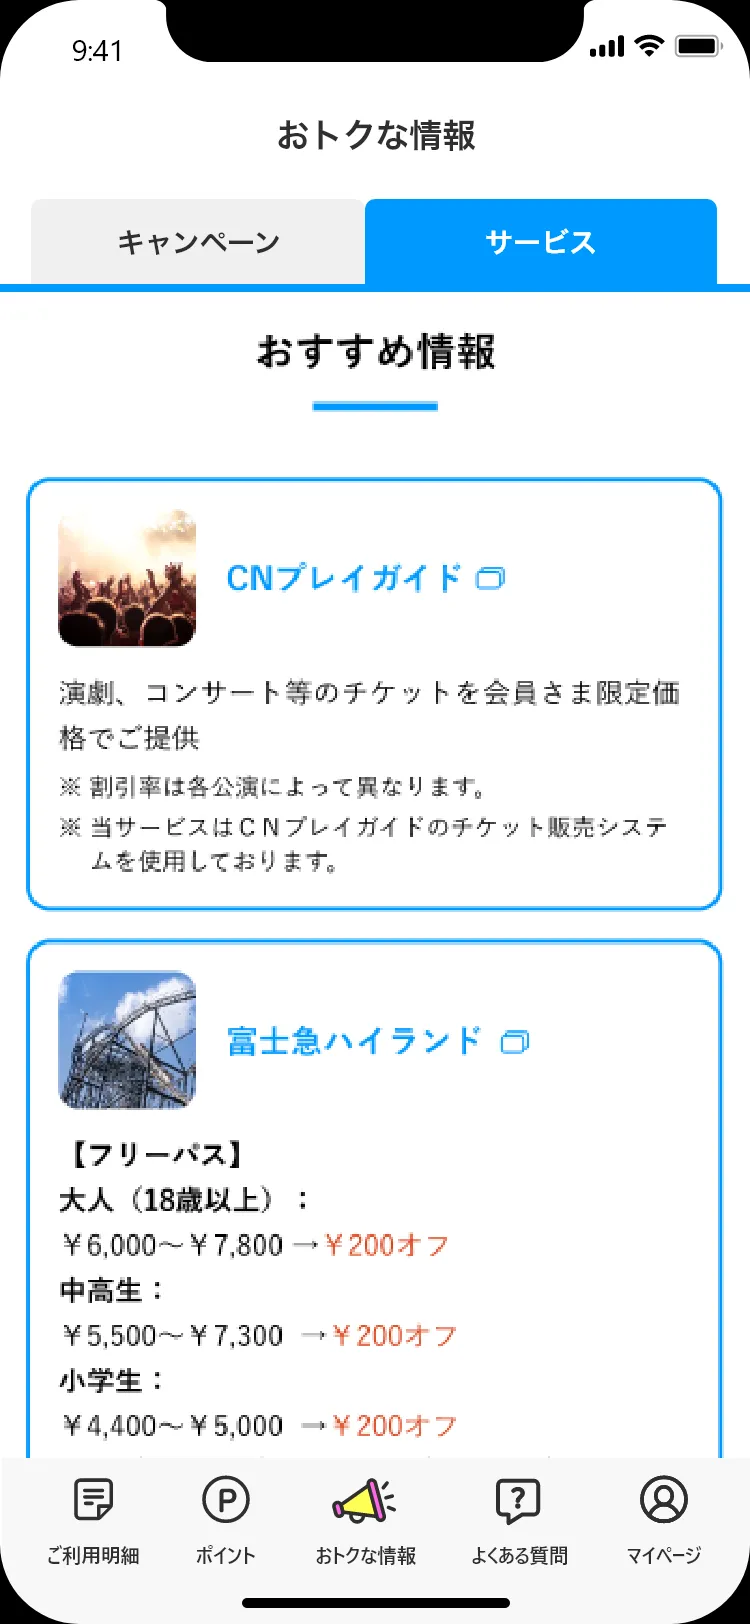 9:41
おトクな情報
キャンペーン
サービス
おすすめ情報
CNプレイガイド
演劇、コンサート等のチケットを会員さま限定価
格でご提供
※ 割引率は各公演によって異なります。
※ 当サービスはＣＮプレイガイドのチケット販売システ
ムを使用しております。
富士急ハイランド
【フリーパス】
大人（18歳以上）：
￥6,000～￥7,800 →￥200オフ
中高生：
￥5,500～￥7,300 →￥200オフ
小学生：
￥4,400～￥5,000 →￥200オフ
ご利用明細
ポイント
おトクな情報
よくある質問
マイページ